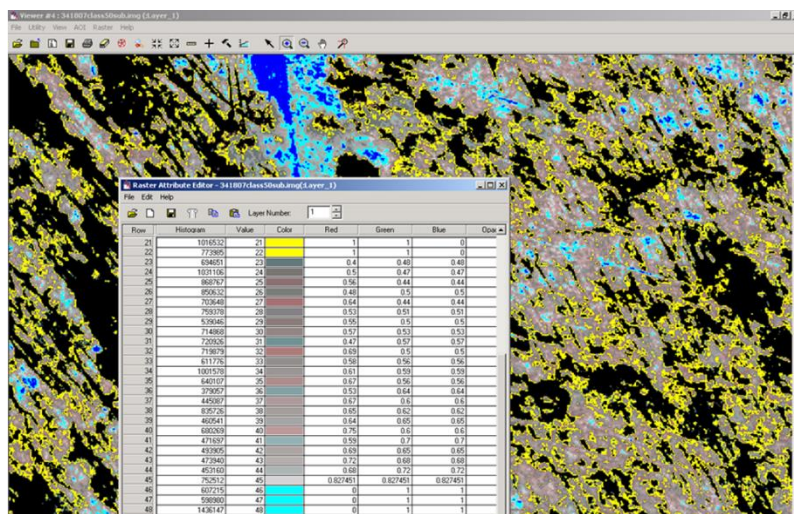 Viewer #4 : 341807class50sub.img (:Layer_1)
File Utility View AOI Raster Help
Raster Attribute Editor - 341807class50sub.img(:Layer_1)
File Edit Help
Layer Number: 1
Row Histogram Value Color Red Green Blue
21 1016532 21 1 1 0
22 773985 22 1 1 0
23 694651 23 0.4 0.48 0.48
24 1031106 24 0.5 0.47 0.47
25 868767 25 0.56 0.44 0.44
26 850632 26 0.48 0.5 0.5
27 703648 27 0.64 0.44 0.44
28 759378 28 0.53 0.51 0.51
29 539046 29 0.55 0.5 0.5
30 714868 30 0.57 0.53 0.53
31 720926 31 0.47 0.57 0.57
32 719879 32 0.69 0.5 0.5
33 611776 33 0.58 0.56 0.56
34 1001578 34 0.61 0.59 0.59
35 640107 35 0.67 0.56 0.56
36 379057 36 0.53 0.64 0.64
37 445087 37 0.67 0.6 0.6
38 835726 38 0.65 0.62 0.62
39 460541 39 0.64 0.65 0.65
40 680269 40 0.75 0.6 0.6
41 471697 41 0.59 0.7 0.7
42 493905 42 0.69 0.65 0.65
43 473940 43 0.72 0.68 0.68
44 453160 44 0.68 0.72 0.72
45 752512 45 0.827451 0.827451 0.827451
46 607215 46 0 1 1
47 598980 47 0 1 1
48 1436147 48 0 1 1